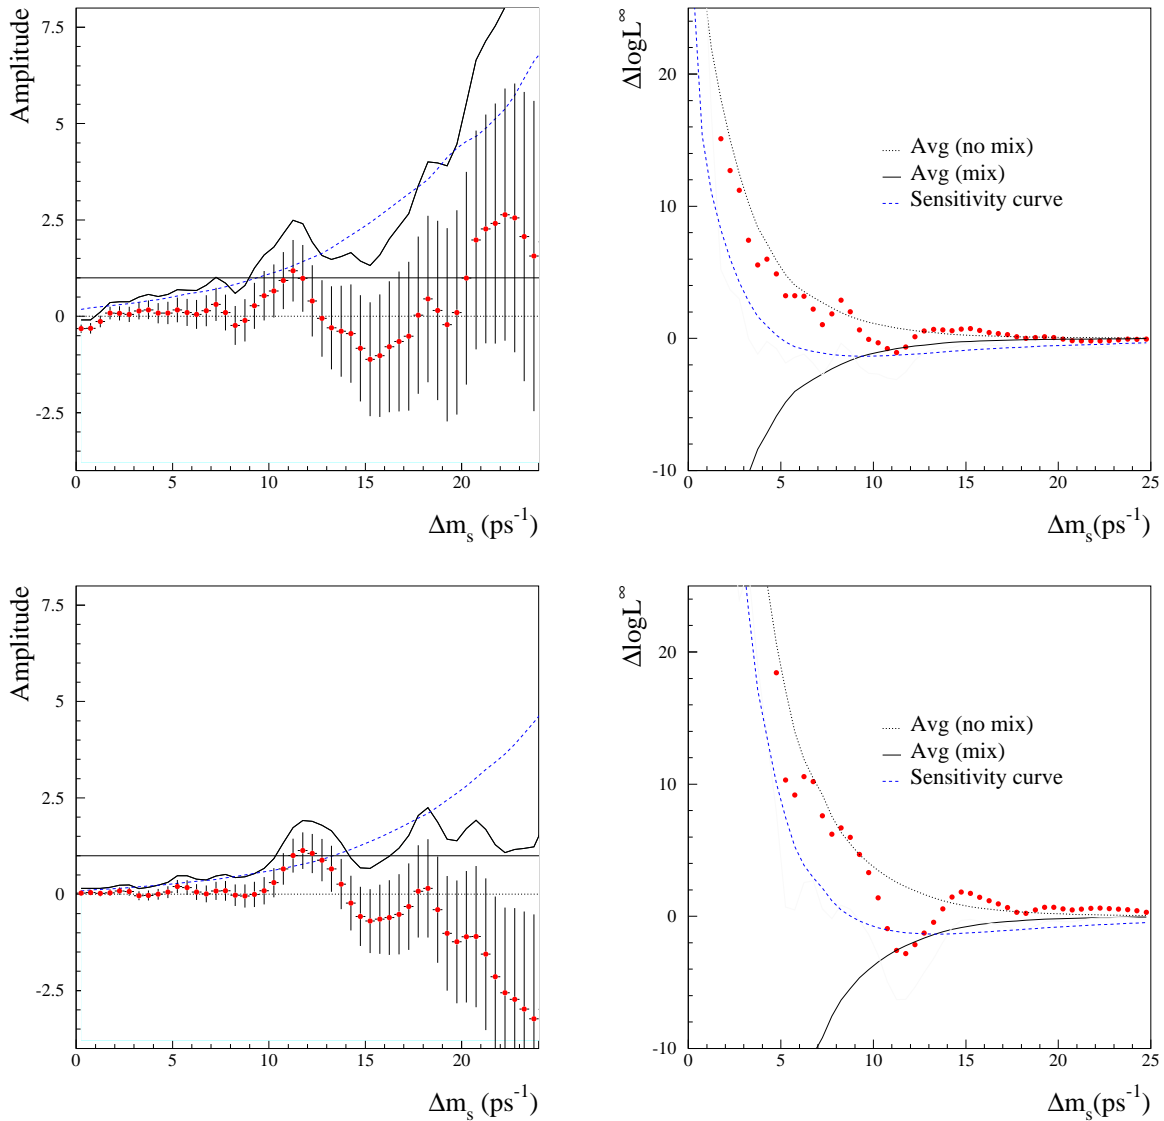 Amplitude
7.5
5
2.5
0
-2.5
0 5 10 15 20
Δm_s (ps⁻¹)
ΔlogL^∞
20
10
0
-10
Avg (no mix)
Avg (mix)
Sensitivity curve
0 5 10 15 20 25
Δm_s(ps⁻¹)
Amplitude
7.5
5
2.5
0
-2.5
0 5 10 15 20
Δm_s (ps⁻¹)
ΔlogL^∞
20
10
0
-10
Avg (no mix)
Avg (mix)
Sensitivity curve
0 5 10 15 20 25
Δm_s(ps⁻¹)